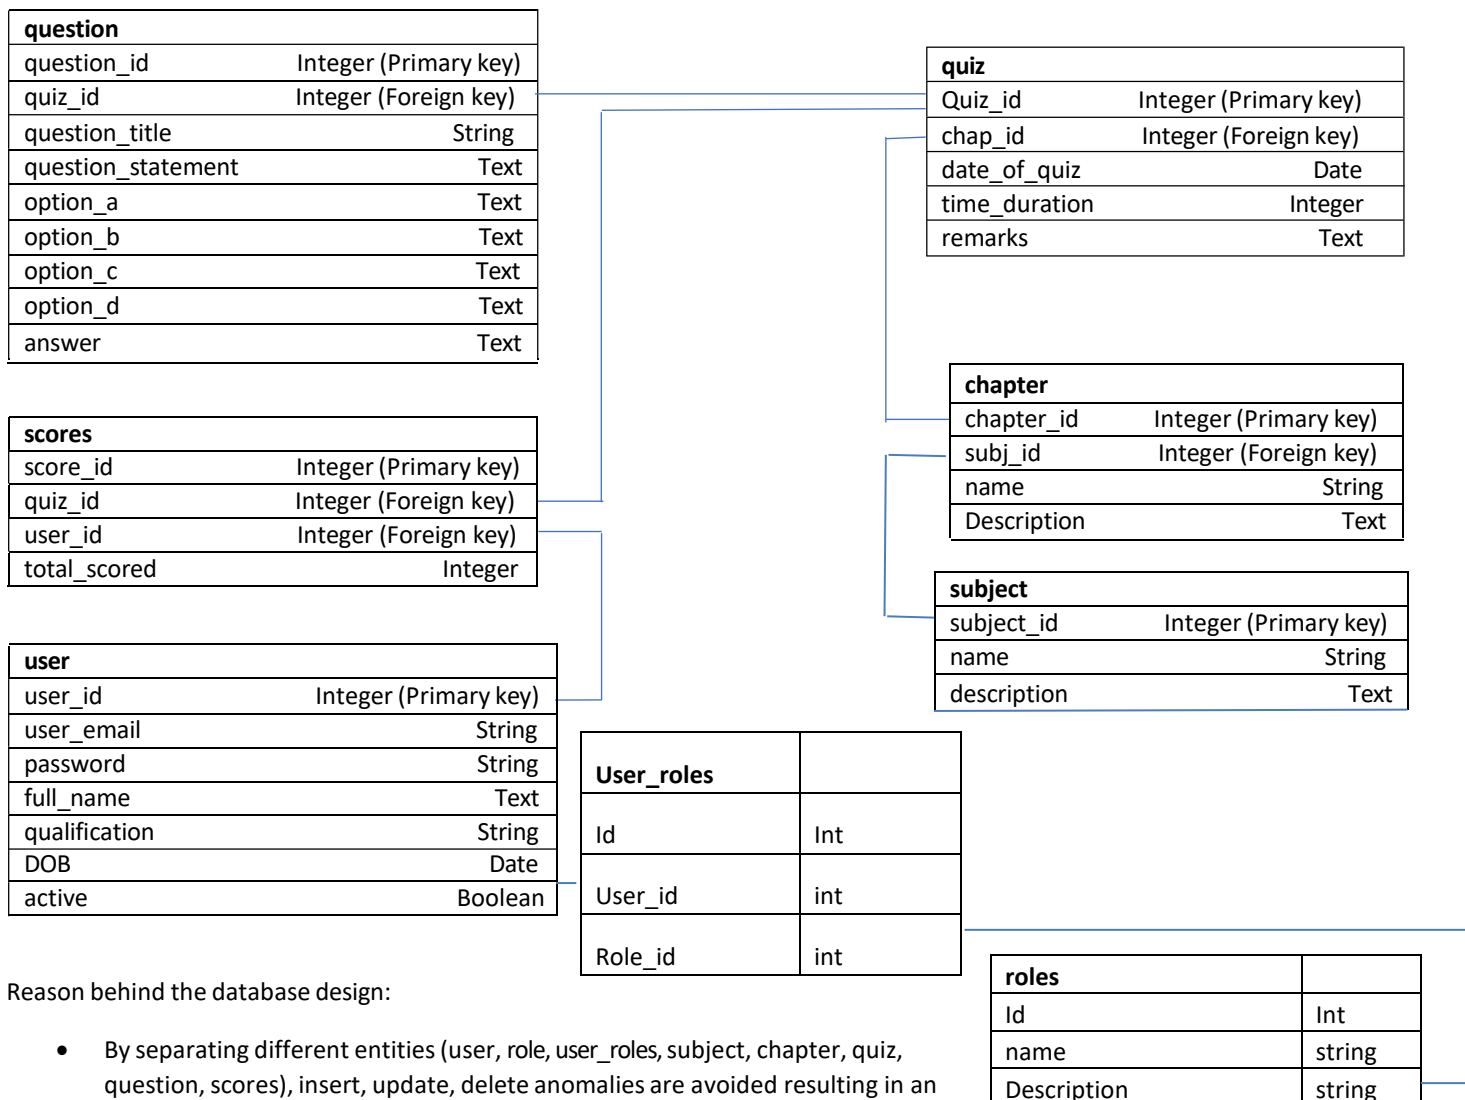 question
question_id Integer (Primary key)
quiz_id Integer (Foreign key)
question_title String
question_statement Text
option_a Text
option_b Text
option_c Text
option_d Text
answer Text
quiz
Quiz_id Integer (Primary key)
chap_id Integer (Foreign key)
date_of_quiz Date
time_duration Integer
remarks Text
chapter
chapter_id Integer (Primary key)
subj_id Integer (Foreign key)
name String
Description Text
scores
score_id Integer (Primary key)
quiz_id Integer (Foreign key)
user_id Integer (Foreign key)
total_scored Integer
subject
subject_id Integer (Primary key)
name String
description Text
user
user_id Integer (Primary key)
user_email String
password String
full_name Text
qualification String
DOB Date
active Boolean
User_roles
Id Int
User_id int
Role_id int
roles
Id Int
name string
Description string
Reason behind the database design:
• By separating different entities (user, role, user_roles, subject, chapter, quiz,
question, scores), insert, update, delete anomalies are avoided resulting in an